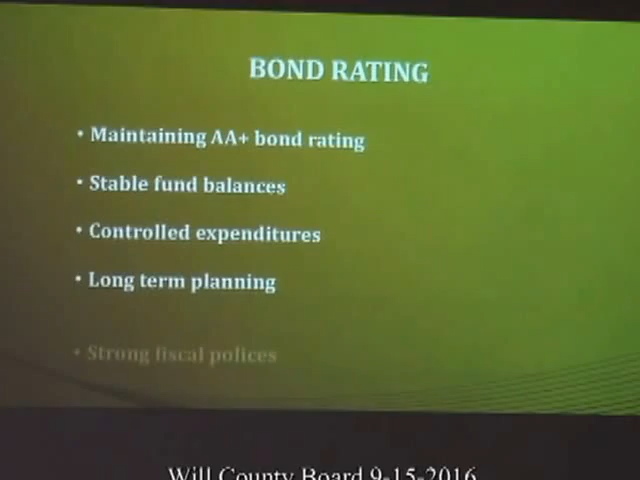 BOND RATING
• Maintaining AA+ bond rating
• Stable fund balances
• Controlled expenditures
• Long term planning
• Strong fiscal polices
Will County Board 9-15-2016